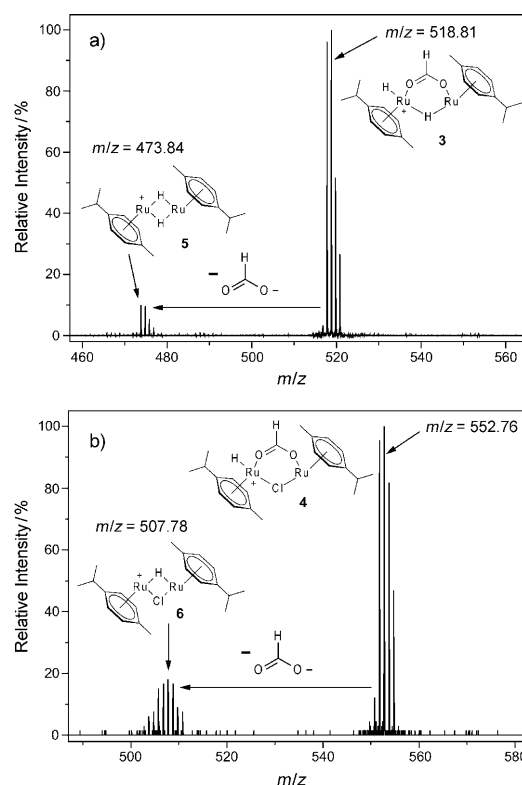 a)
m/z = 518.81
H
H
O
O
Ru
+
H
Ru
3
m/z = 473.84
+
H
Ru
Ru
H
5
H
−
O
O−
100
80
60
40
20
0
Relative Intensity / %
460
480
500
520
540
560
m/z
b)
m/z = 552.76
H
H
O
O
Ru
+
Cl
Ru
4
m/z = 507.78
+
H
Ru
Ru
Cl
6
H
−
O
O−
100
80
60
40
20
0
Relative Intensity / %
500
520
540
560
580
m/z